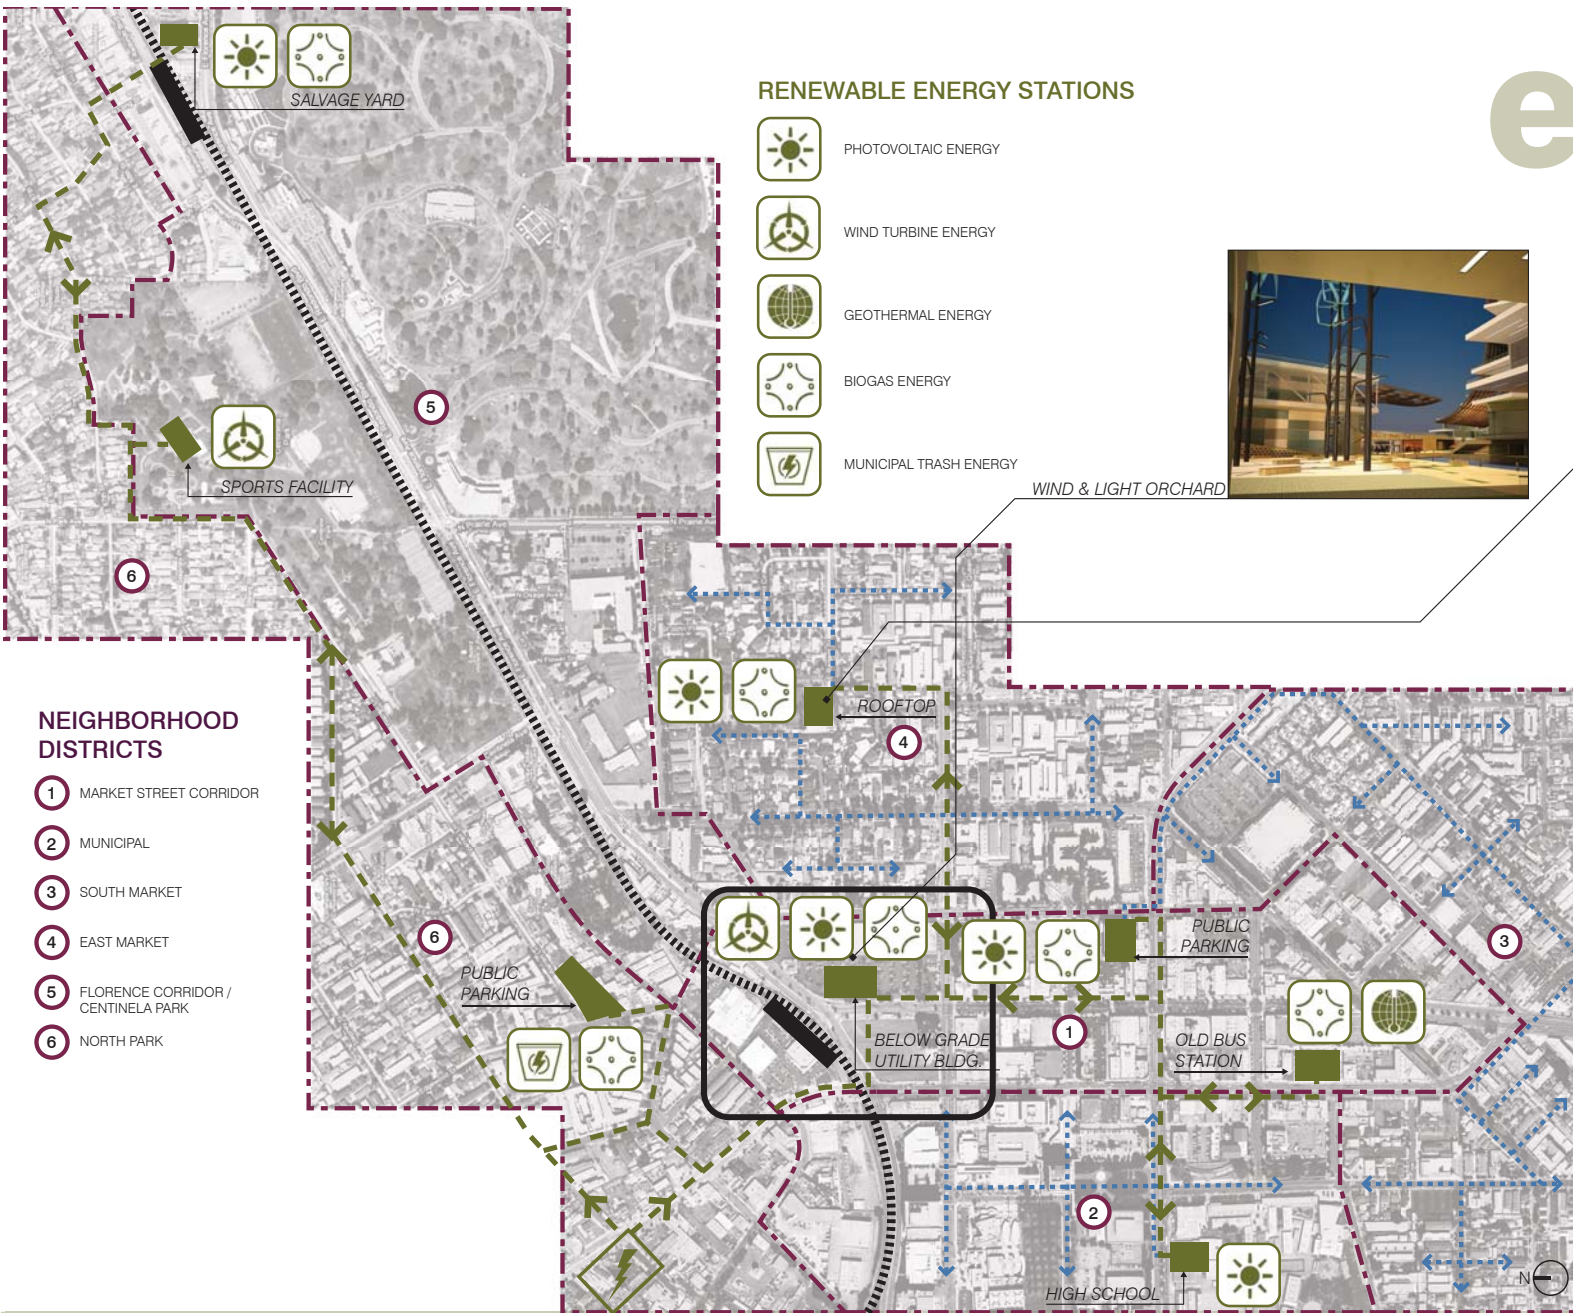 SALVAGE YARD
RENEWABLE ENERGY STATIONS
e
PHOTOVOLTAIC ENERGY
WIND TURBINE ENERGY
GEOTHERMAL ENERGY
BIOGAS ENERGY
MUNICIPAL TRASH ENERGY
WIND & LIGHT ORCHARD
5
SPORTS FACILITY
6
ROOFTOP
4
NEIGHBORHOOD
DISTRICTS
1 MARKET STREET CORRIDOR
2 MUNICIPAL
3 SOUTH MARKET
4 EAST MARKET
5 FLORENCE CORRIDOR /
CENTINELA PARK
6 NORTH PARK
6
PUBLIC
PARKING
PUBLIC
PARKING
3
1
BELOW GRADE
UTILITY BLDG.
OLD BUS
STATION
2
HIGH SCHOOL
N